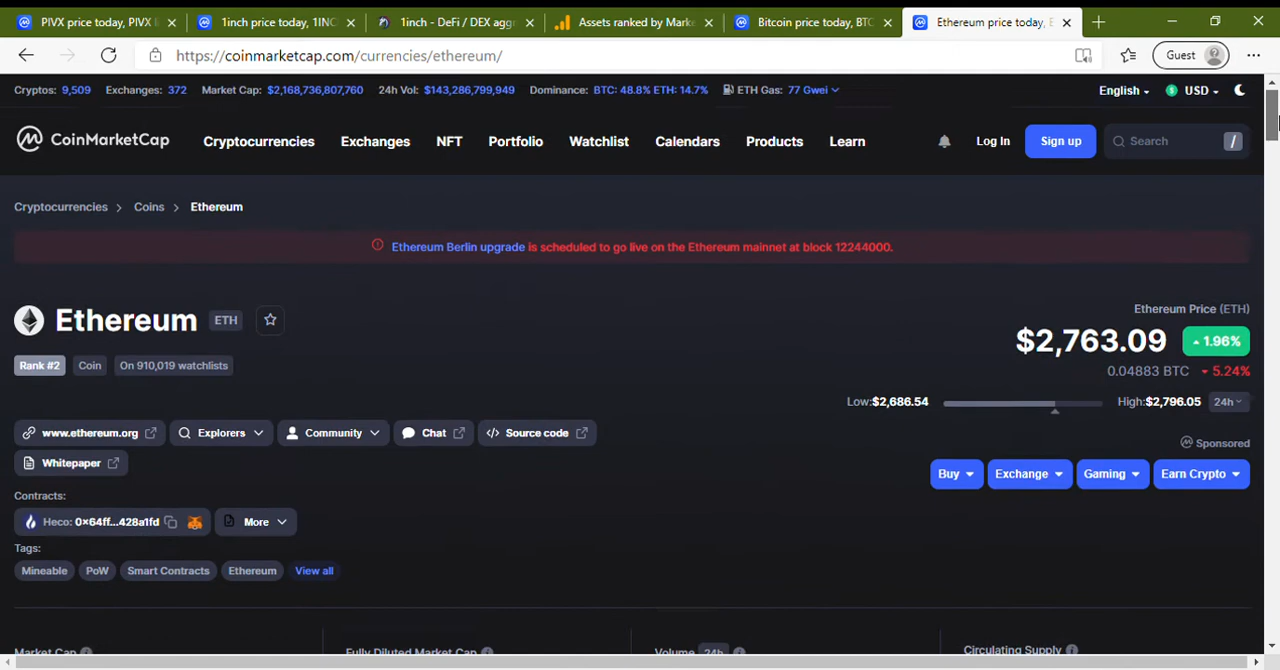 PIVX price today, PIVX
1inch price today, 1INC
1inch - DeFi / DEX aggr
Assets ranked by Marke
Bitcoin price today, BTC
Ethereum price today, E
https://coinmarketcap.com/currencies/ethereum/
Guest
Cryptos: 9,509 Exchanges: 372 Market Cap: $2,168,736,807,760 24h Vol: $143,286,799,949 Dominance: BTC: 48.8% ETH: 14.7% ETH Gas: 77 Gwei English USD
CoinMarketCap Cryptocurrencies Exchanges NFT Portfolio Watchlist Calendars Products Learn Log In Sign up Search /
Cryptocurrencies > Coins > Ethereum
Ethereum Berlin upgrade is scheduled to go live on the Ethereum mainnet at block 12244000.
Ethereum ETH
Rank #2 Coin On 910,019 watchlists
Ethereum Price (ETH)
$2,763.09 1.96%
0.04883 BTC 5.24%
Low:$2,686.54 High:$2,796.05 24h
www.ethereum.org Explorers Community Chat Source code
Whitepaper
Sponsored
Buy Exchange Gaming Earn Crypto
Contracts:
Heco: 0x64ff...428a1fd More
Tags:
Mineable PoW Smart Contracts Ethereum View all
Market Cap Fully Diluted Market Cap Volume 24h Circulating Supply